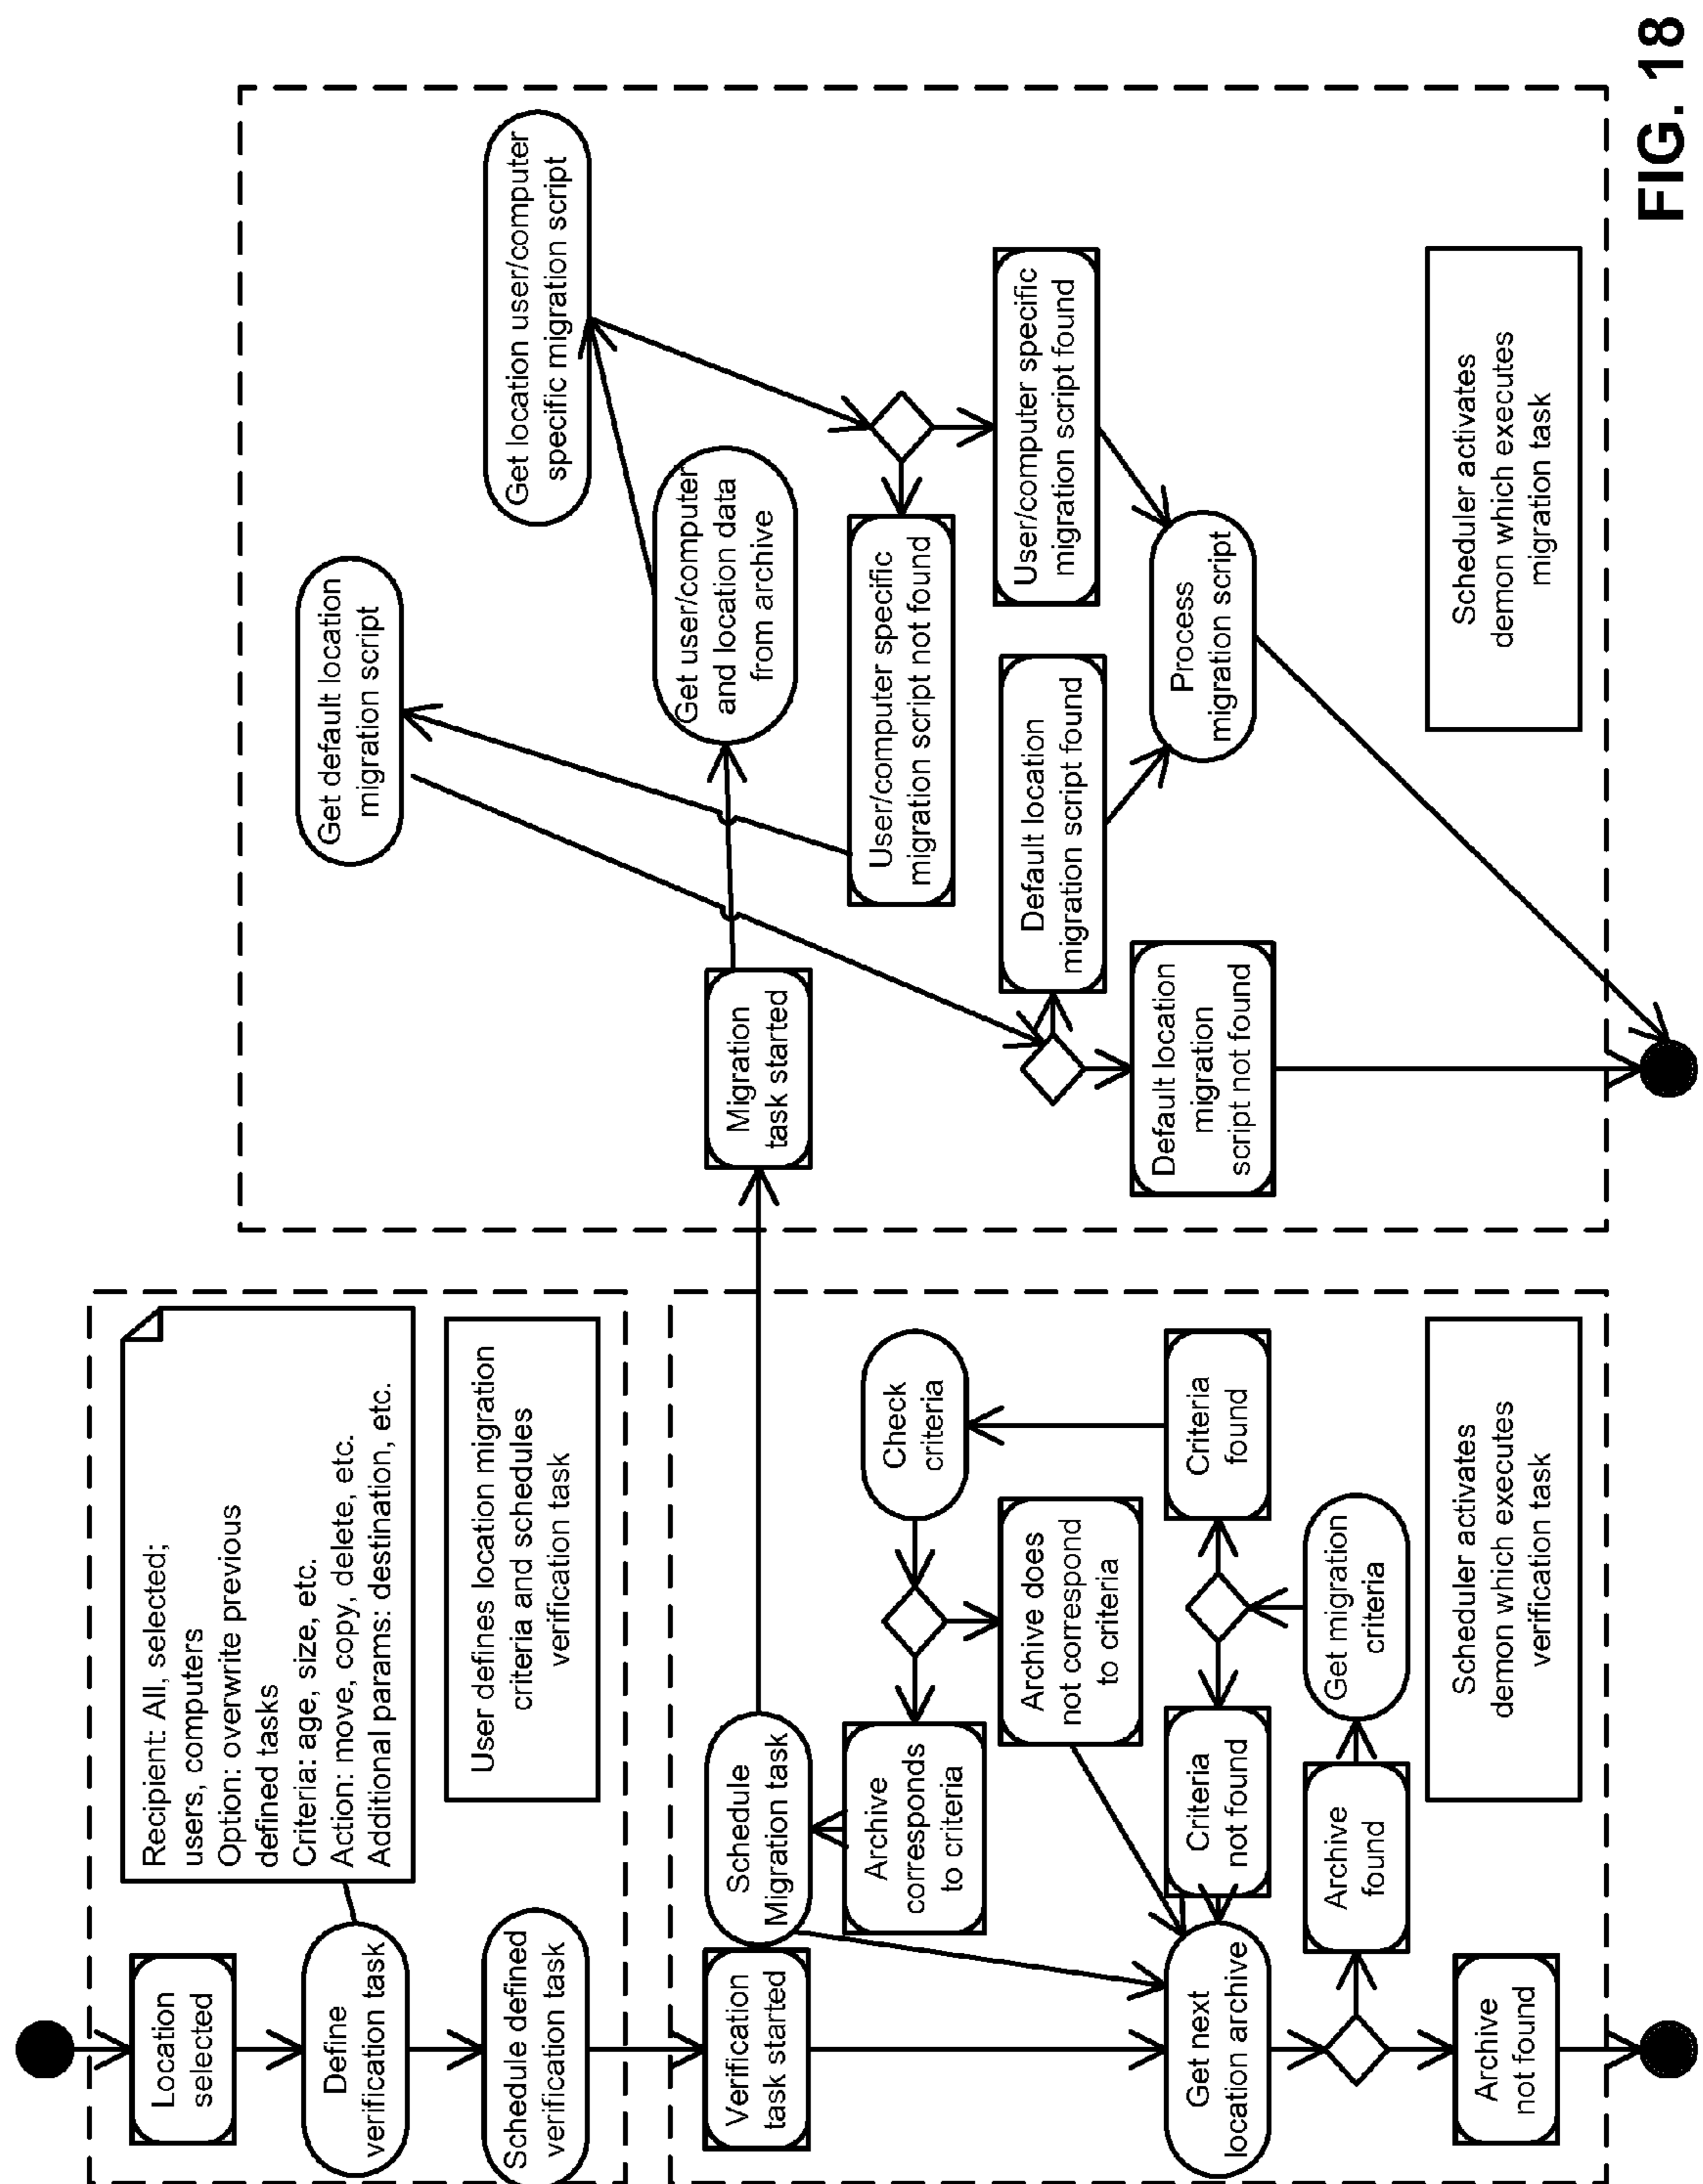 Location
selected
Define
verification task
Schedule defined
verification task
Recipient: All, selected;
users, computers
Option: overwrite previous
defined tasks
Criteria: age, size, etc.
Action: move, copy, delete, etc.
Additional params: destination, etc.
User defines location migration
criteria and schedules
verification task
Verification
task started
Schedule
Migration task
Archive
corresponds
to criteria
Check
criteria
Archive does
not correspond
to criteria
Get next
location archive
Criteria
not found
Criteria
found
Archive
found
Get migration
criteria
Archive
not found
Scheduler activates
demon which executes
verification task
Migration
task started
Get default location
migration script
Get user/computer
and location data
from archive
Get location user/computer
specific migration script
User/computer specific
migration script not found
User/computer specific
migration script found
Default location
migration script found
Default location
migration
script not found
Process
migration script
Scheduler activates
demon which executes
migration task
FIG. 18